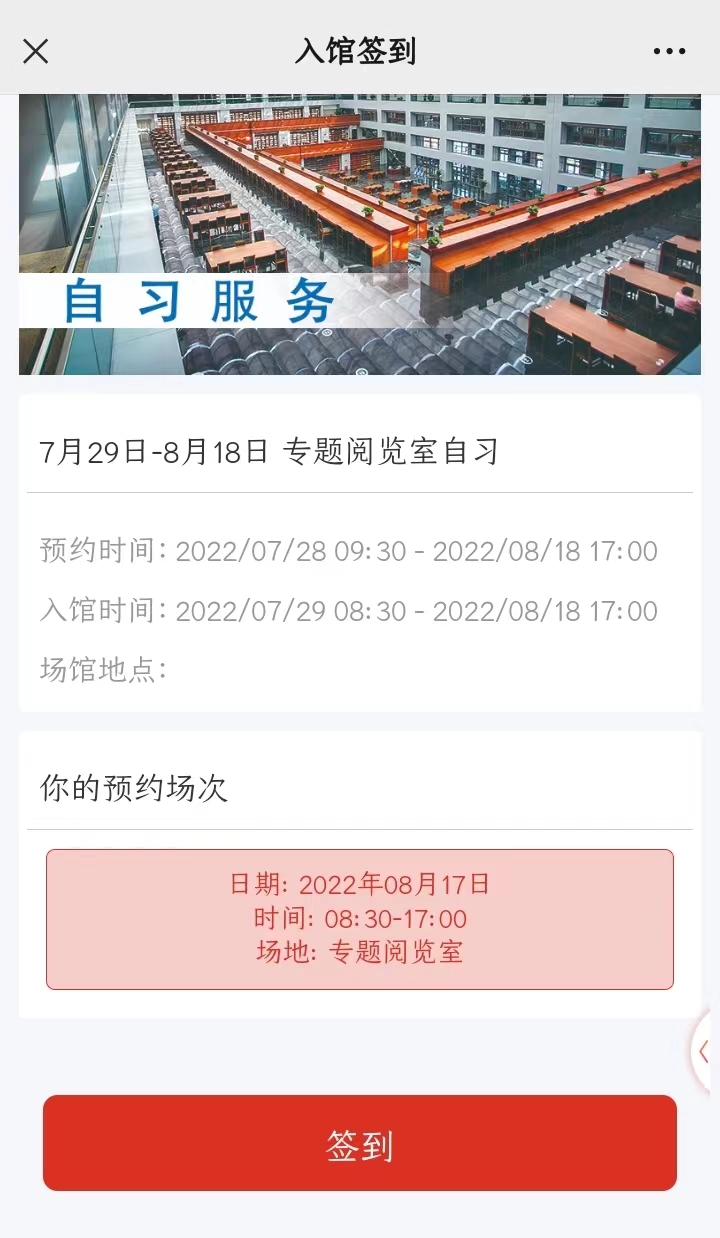 入馆签到
自习服务
7月29日-8月18日 专题阅览室自习
预约时间: 2022/07/28 09:30 - 2022/08/18 17:00
入馆时间: 2022/07/29 08:30 - 2022/08/18 17:00
场馆地点:
你的预约场次
日期: 2022年08月17日
时间: 08:30-17:00
场地: 专题阅览室
签到